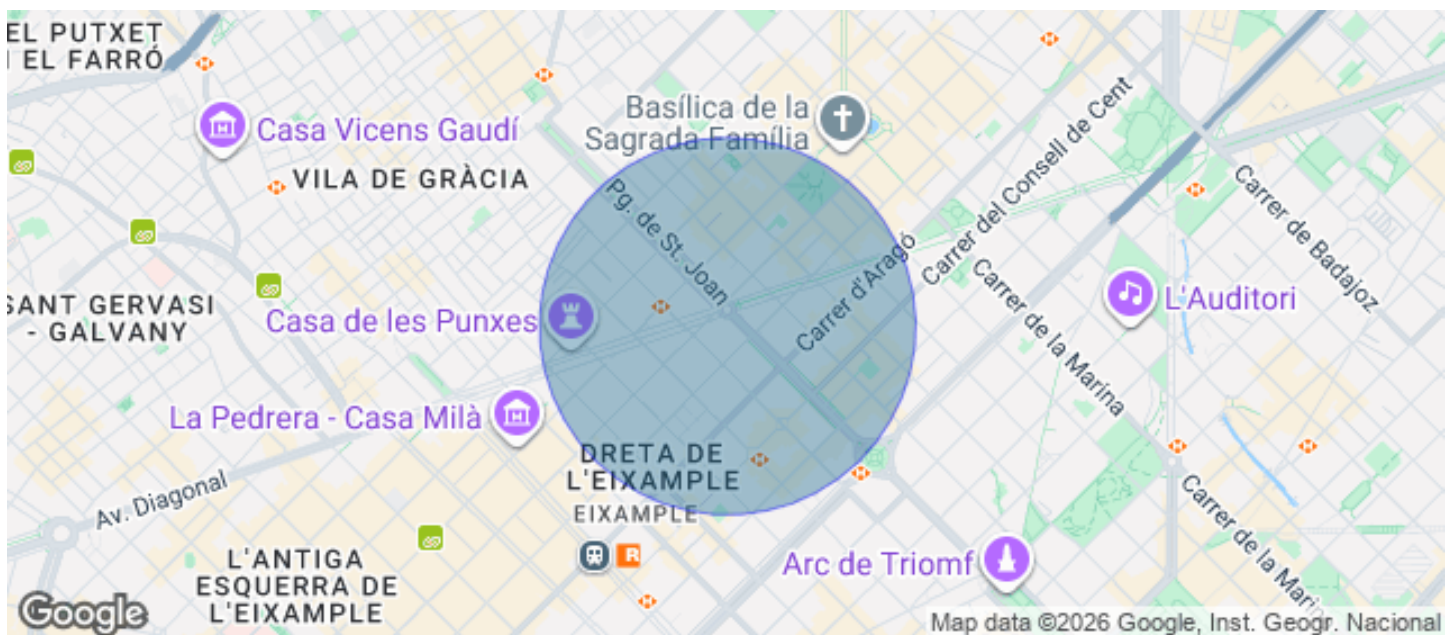 EL PUTXET
I EL FARRÓ
Casa Vicens Gaudí
VILA DE GRÀCIA
Basílica de la
Sagrada Família
Pg. de St. Joan
Carrer del Consell de Cent
Carrer d'Aragó
Carrer de Badajoz
Carrer de la Marina
L'Auditori
SANT GERVASI
- GALVANY
Casa de les Punxes
La Pedrera - Casa Milà
DRETA DE
L'EIXAMPLE
EIXAMPLE
Av. Diagonal
R
Arc de Triomf
Carrer de la Marina
L'ANTIGA
ESQUERRA DE
L'EIXAMPLE
Google
Map data ©2026 Google, Inst. Geogr. Nacional